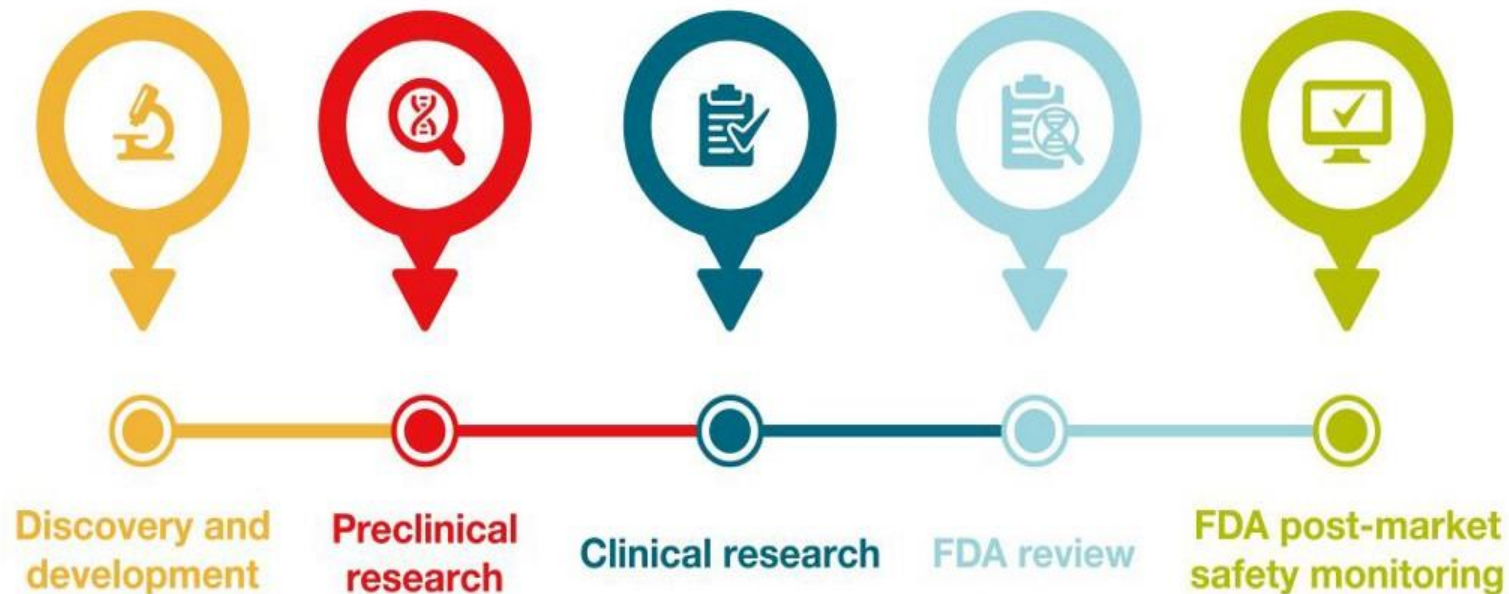 Discovery and
development
Preclinical
research
Clinical research
FDA review
FDA post-market
safety monitoring